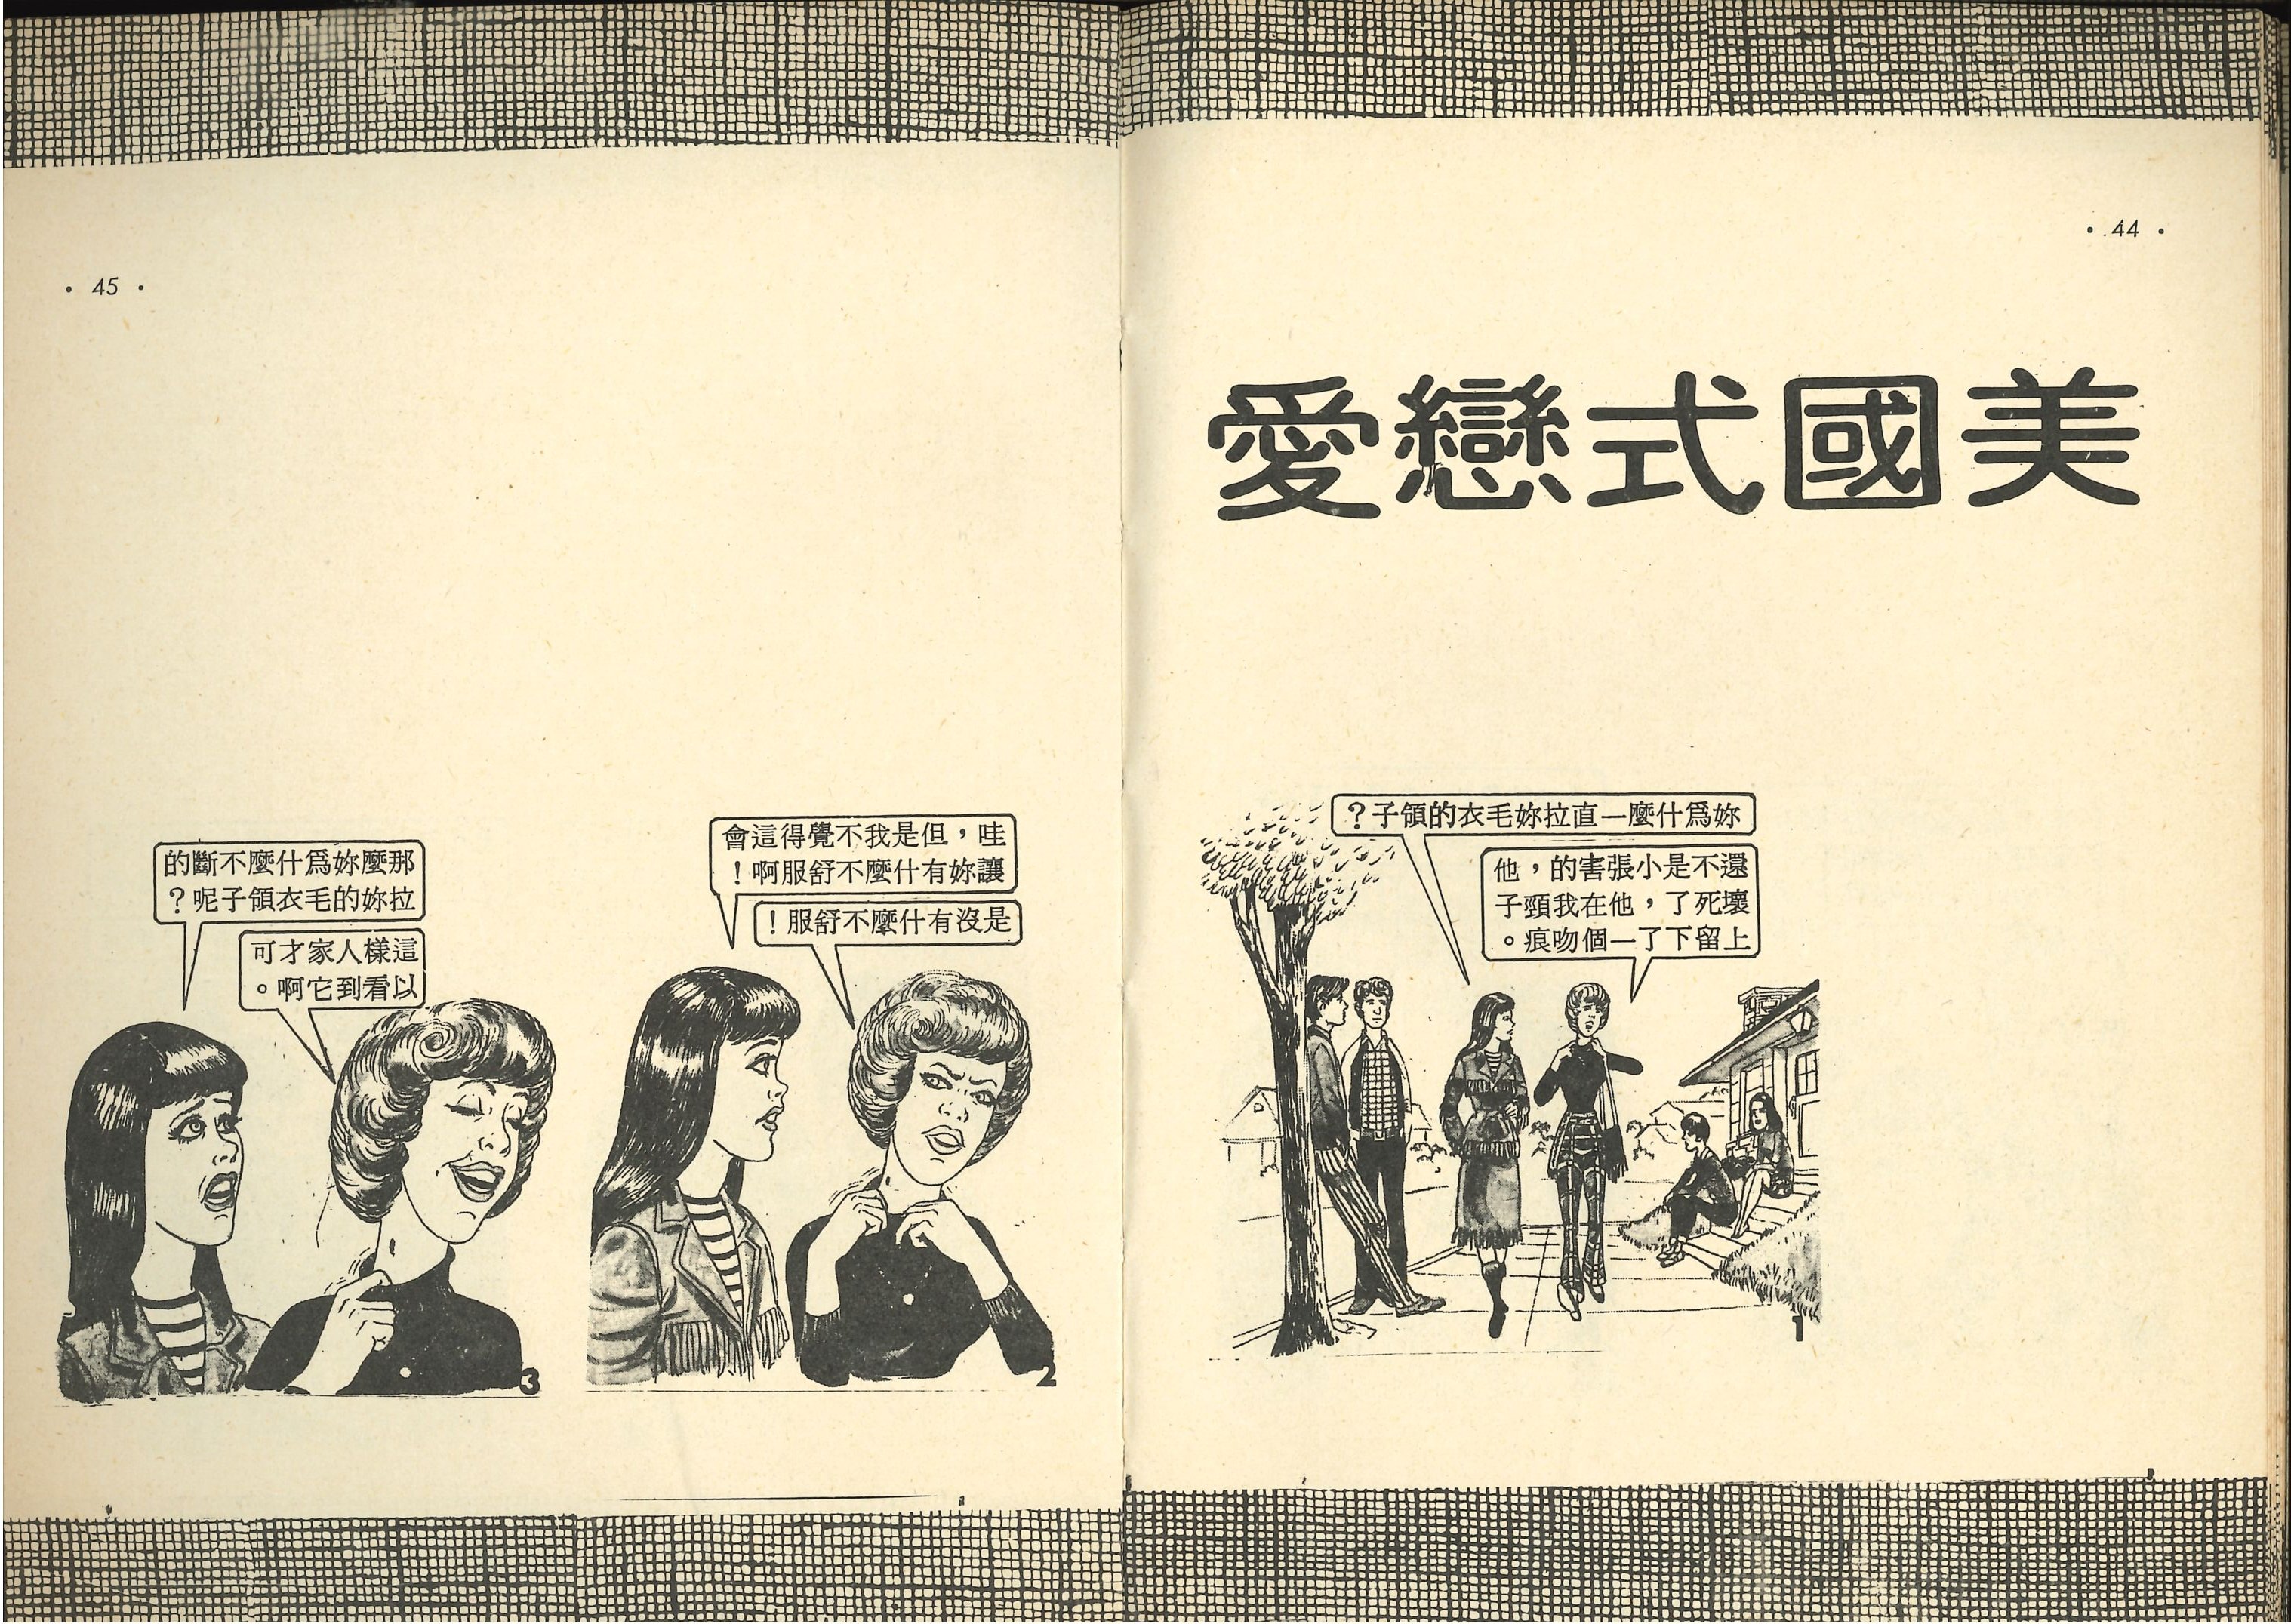 • 44 •
美國式戀愛
妳為什麼一直拉妳毛衣的領子？
還不是小張害的，他
壞死了，他在我頸子
上留下了一個吻痕。
1
• 45 •
哇，但是我不覺得這會
讓妳有什麼不舒服啊！
是沒有什麼不舒服！
2
那麼妳為什麼不斷的
拉妳的毛衣領子呢？
這樣人家才可
以看到它啊。
3